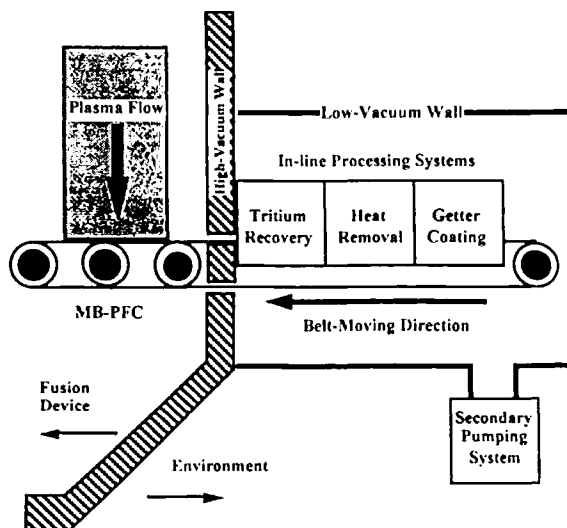 Plasma Flow
High-Vacuum Wall
Low-Vacuum Wall
In-line Processing Systems
Tritium
Recovery
Heat
Removal
Getter
Coating
MB-PFC
Belt-Moving Direction
Fusion
Device
Environment
Secondary
Pumping
System